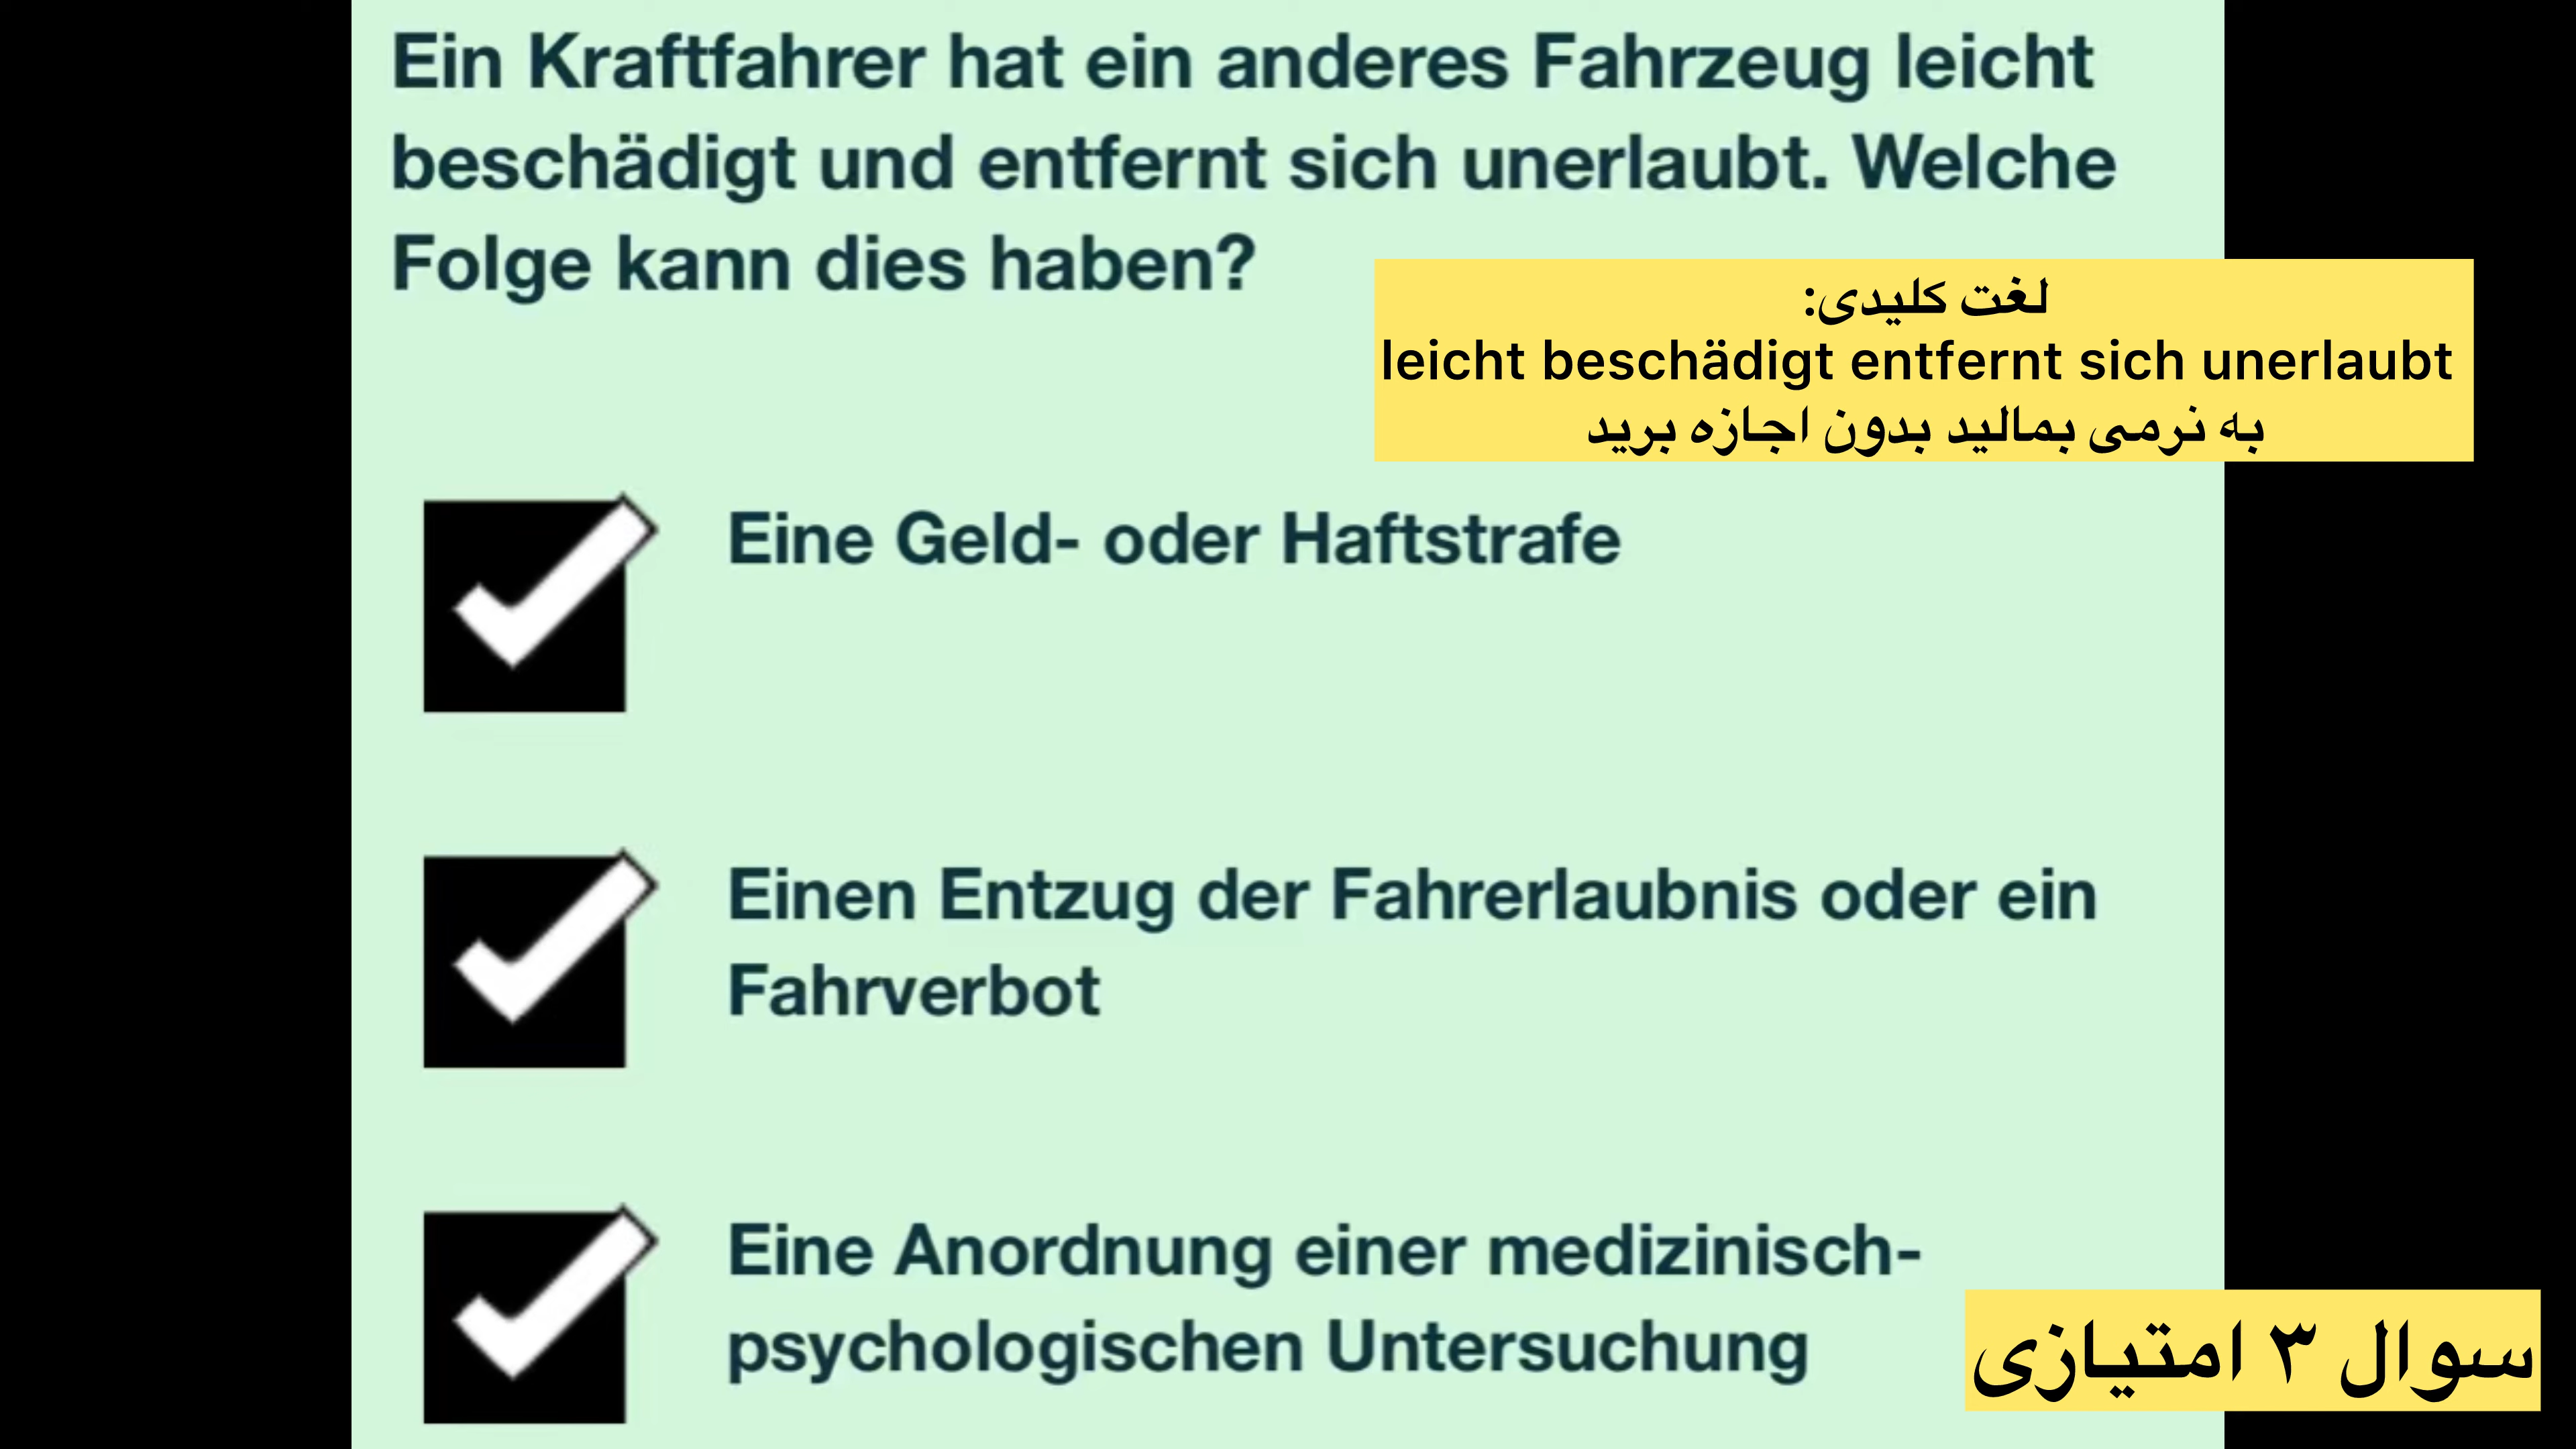 Ein Kraftfahrer hat ein anderes Fahrzeug leicht
beschädigt und entfernt sich unerlaubt. Welche
Folge kann dies haben?
لغت کلیدی:
leicht beschädigt entfernt sich unerlaubt
به نرمی بمالید بدون اجازه برید
Eine Geld- oder Haftstrafe
Einen Entzug der Fahrerlaubnis oder ein
Fahrverbot
Eine Anordnung einer medizinisch-
psychologischen Untersuchung
سوال ۳ امتیازی